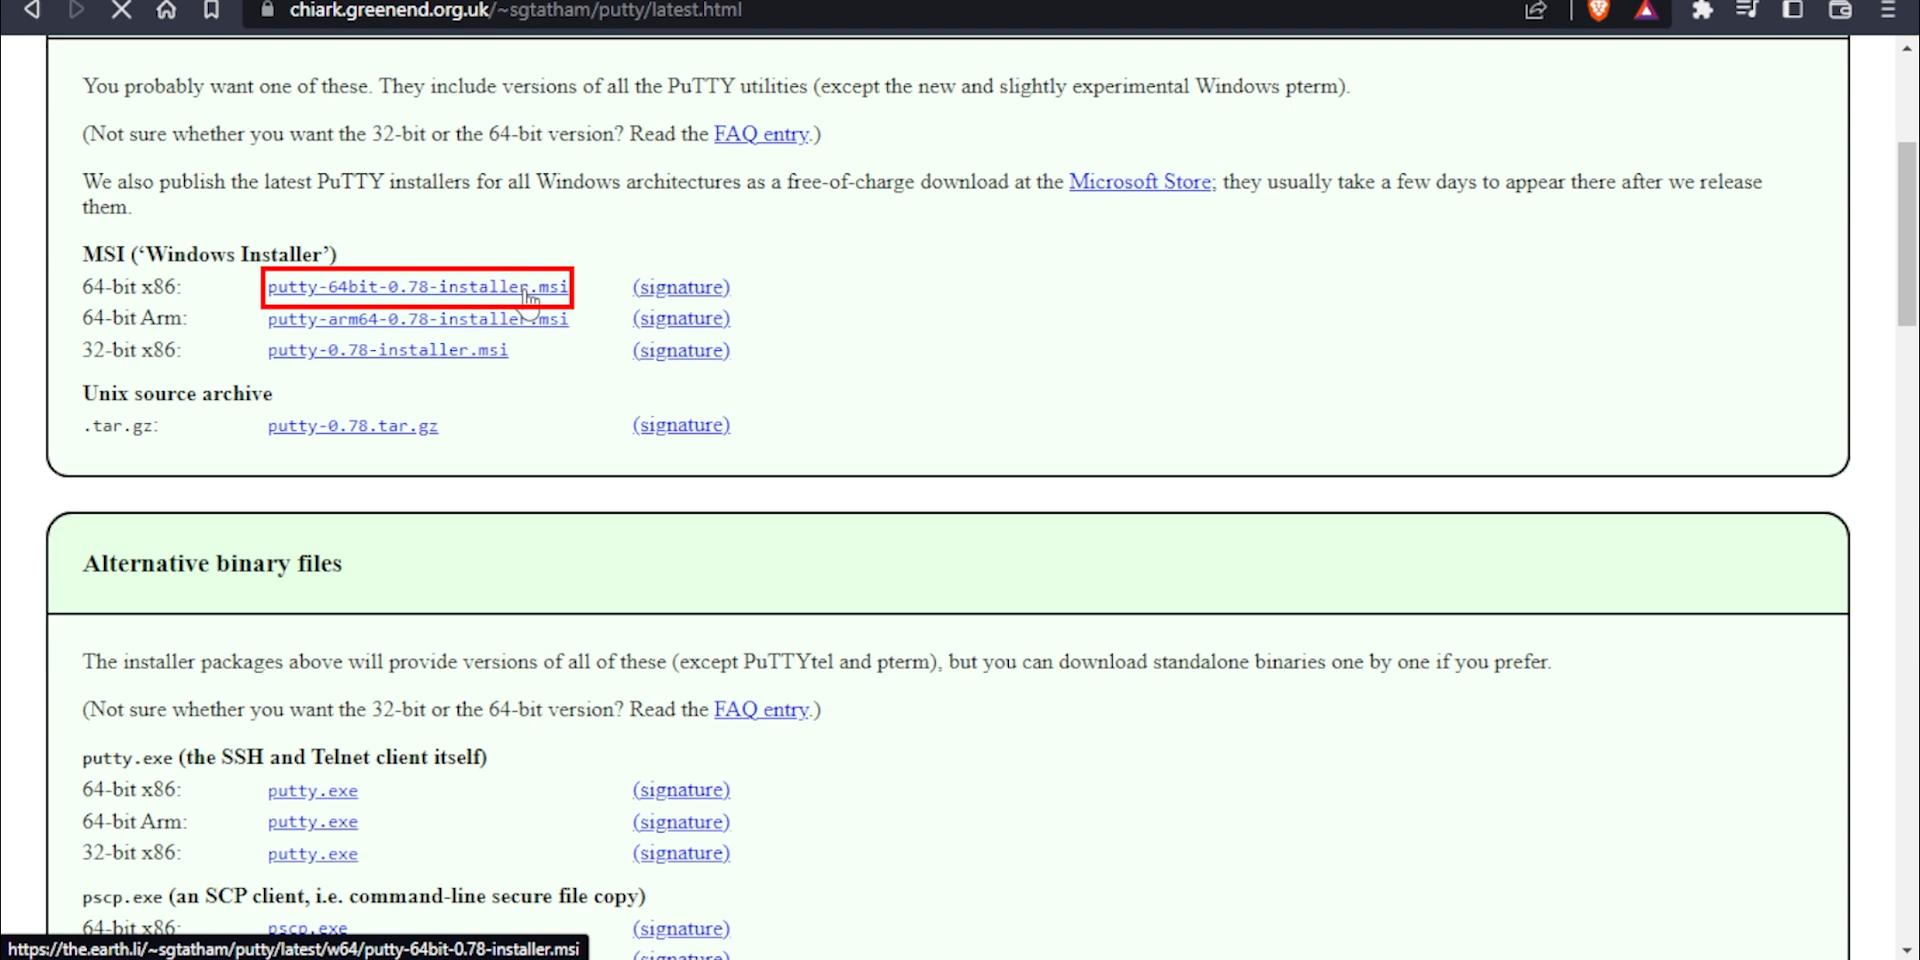 chiark.greenend.org.uk/~sgtatham/putty/latest.html
You probably want one of these. They include versions of all the PuTTY utilities (except the new and slightly experimental Windows pterm).
(Not sure whether you want the 32-bit or the 64-bit version? Read the FAQ entry.)
We also publish the latest PuTTY installers for all Windows architectures as a free-of-charge download at the Microsoft Store; they usually take a few days to appear there after we release
them.
MSI (‘Windows Installer’)
64-bit x86: putty-64bit-0.78-installer.msi (signature)
64-bit Arm: putty-arm64-0.78-installer.msi (signature)
32-bit x86: putty-0.78-installer.msi (signature)
Unix source archive
.tar.gz: putty-0.78.tar.gz (signature)
Alternative binary files
The installer packages above will provide versions of all of these (except PuTTYtel and pterm), but you can download standalone binaries one by one if you prefer.
(Not sure whether you want the 32-bit or the 64-bit version? Read the FAQ entry.)
putty.exe (the SSH and Telnet client itself)
64-bit x86: putty.exe (signature)
64-bit Arm: putty.exe (signature)
32-bit x86: putty.exe (signature)
pscp.exe (an SCP client, i.e. command-line secure file copy)
64-bit x86: pscp.exe (signature)
(signature)
https://the.earth.li/~sgtatham/putty/latest/w64/putty-64bit-0.78-installer.msi